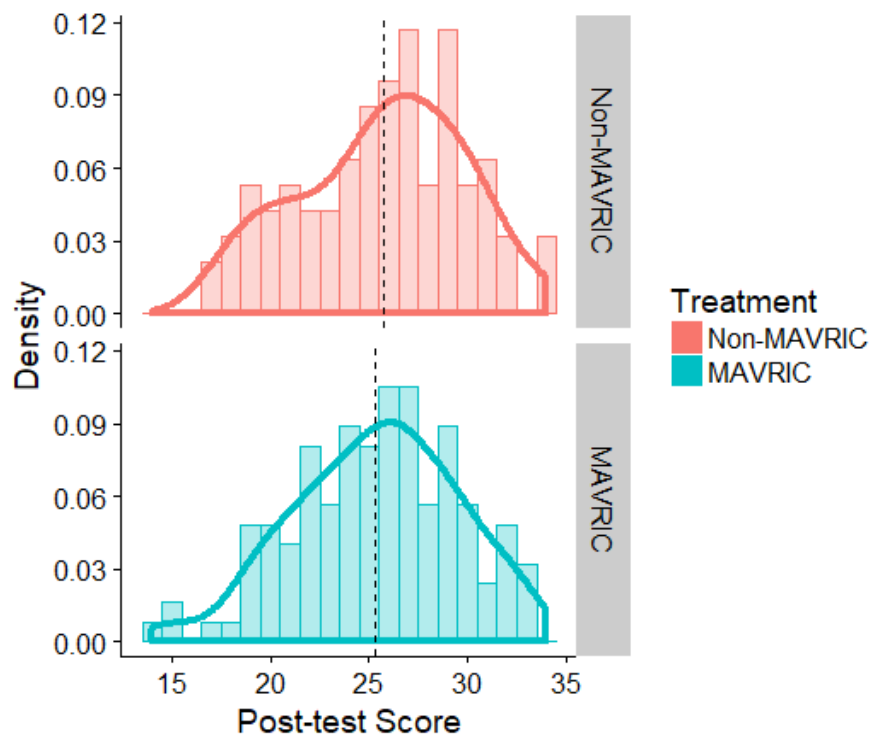 0.12
0.09
0.06
0.03
0.00
Non-MAVRIC
0.12
0.09
0.06
0.03
0.00
MAVRIC
Density
15 20 25 30 35
Post-test Score
Treatment
Non-MAVRIC
MAVRIC